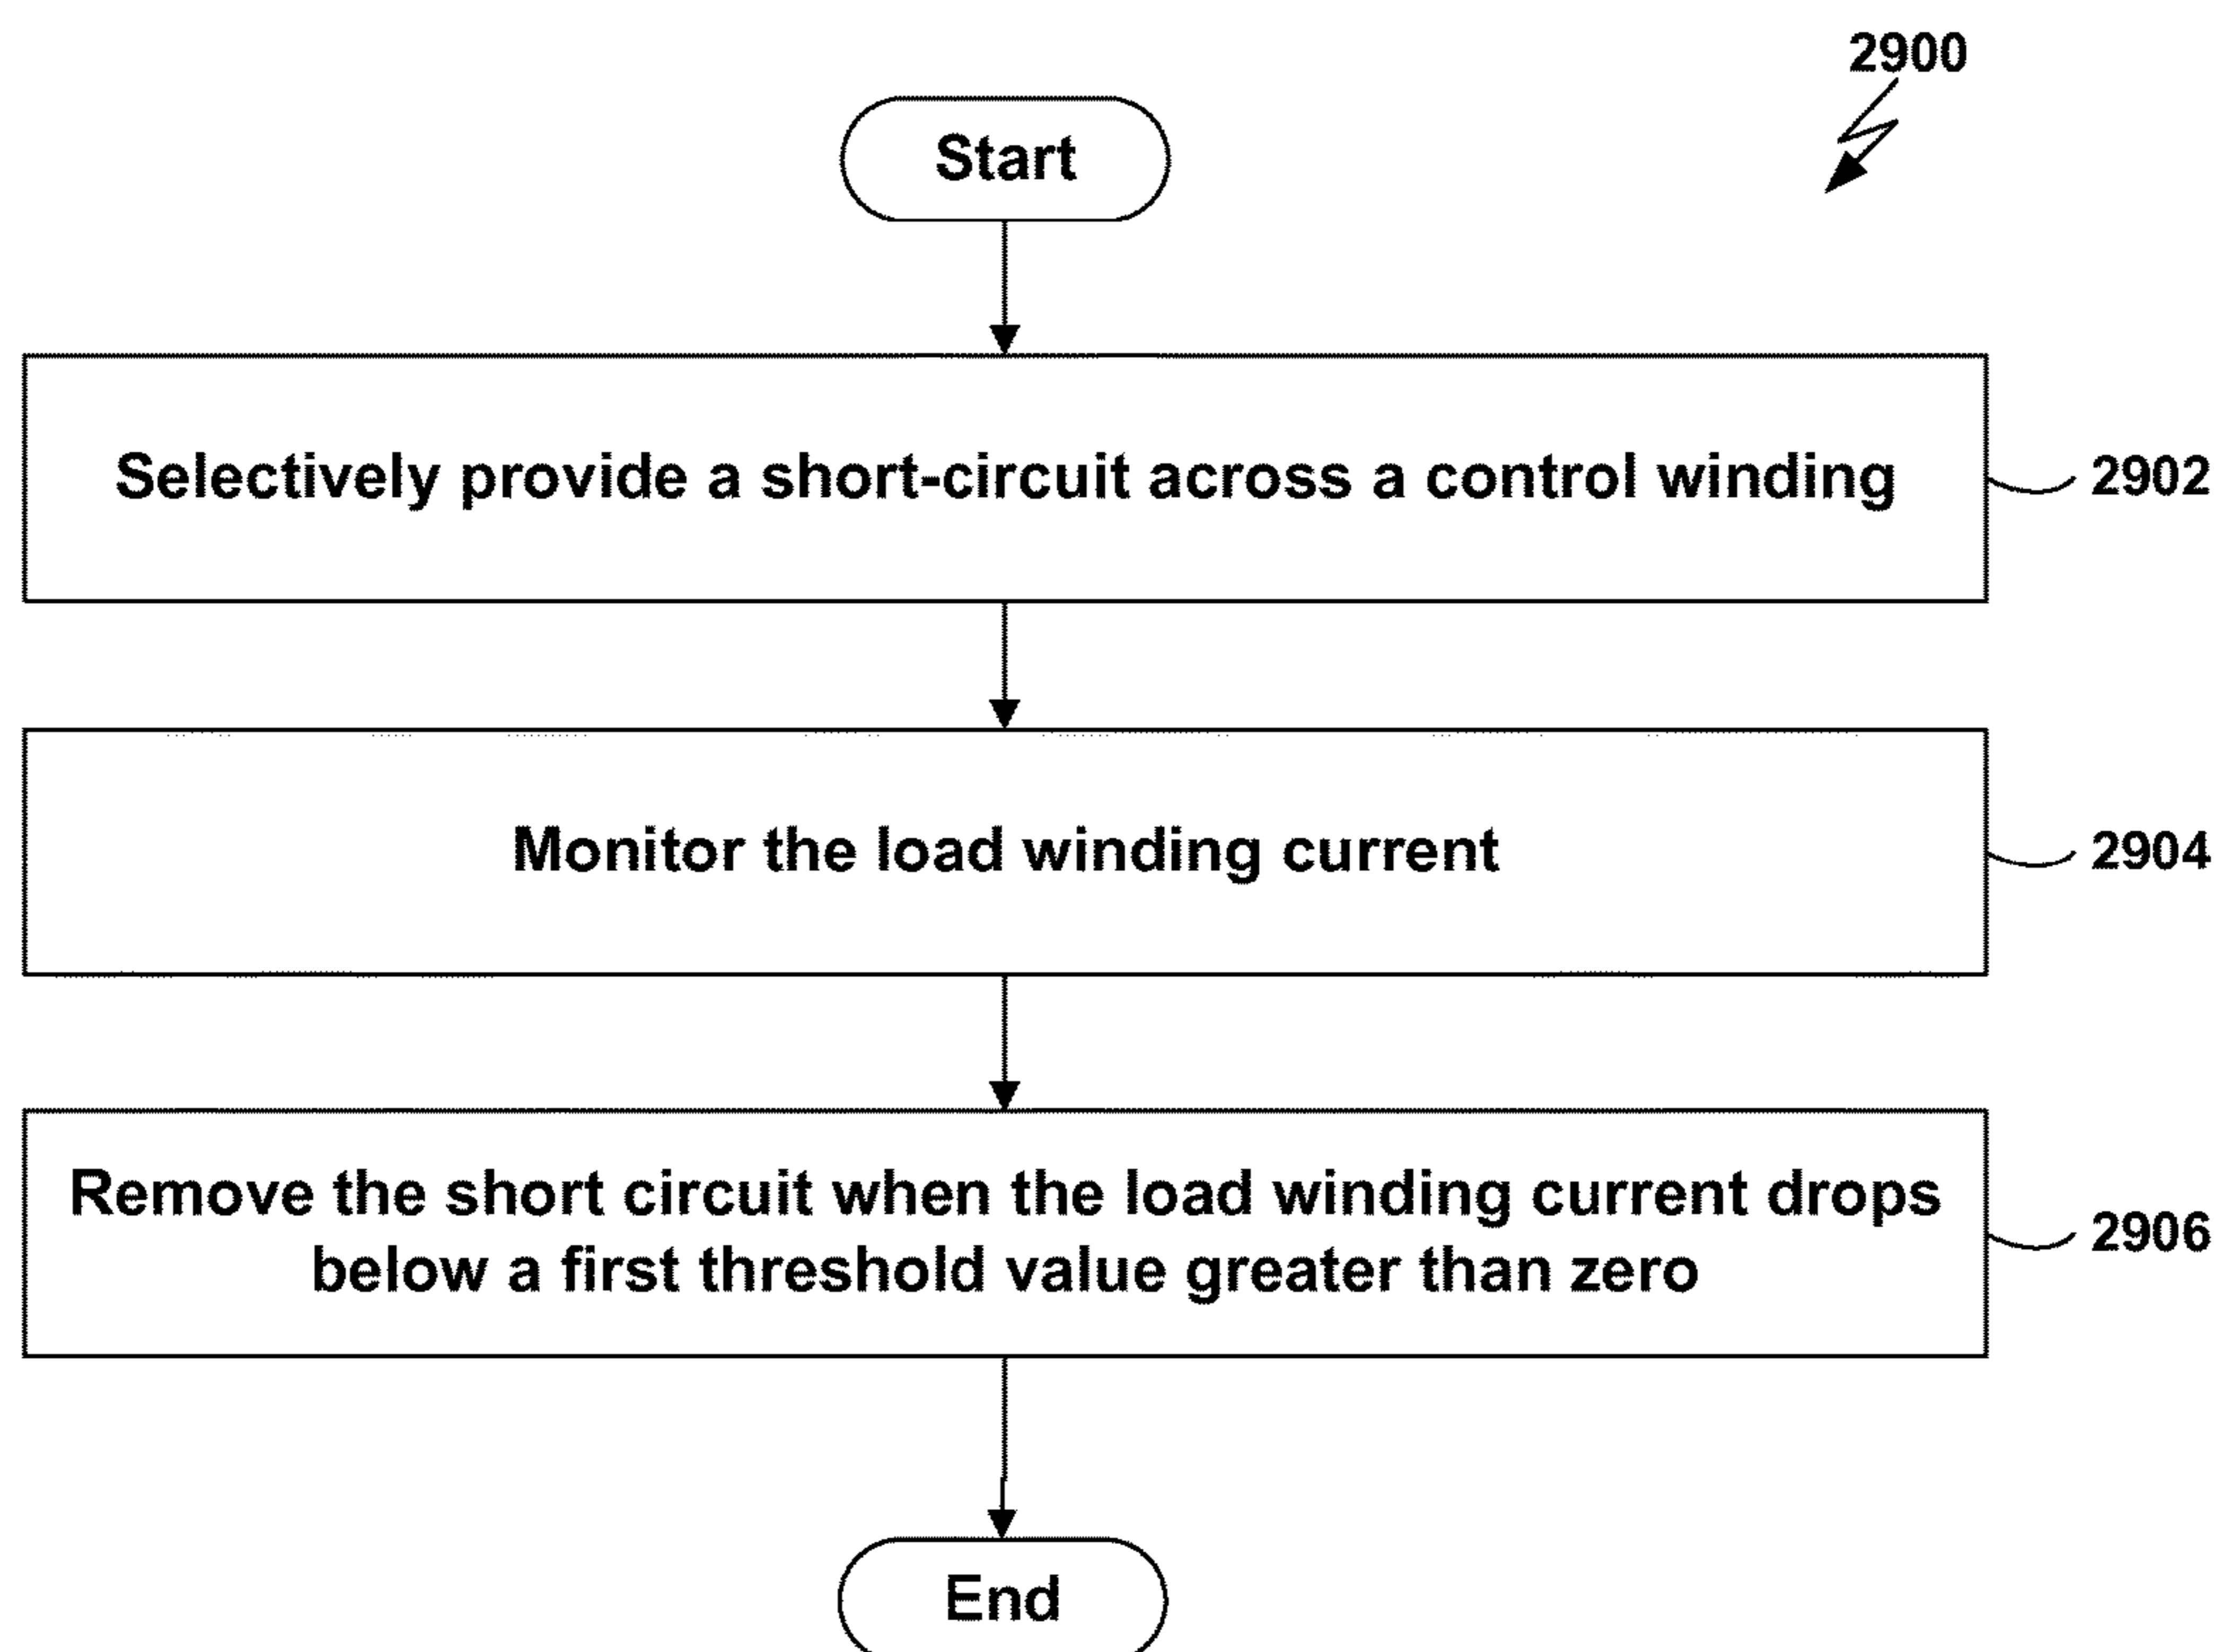 2900
Start
Selectively provide a short-circuit across a control winding
2902
Monitor the load winding current
2904
Remove the short circuit when the load winding current drops
below a first threshold value greater than zero
2906
End